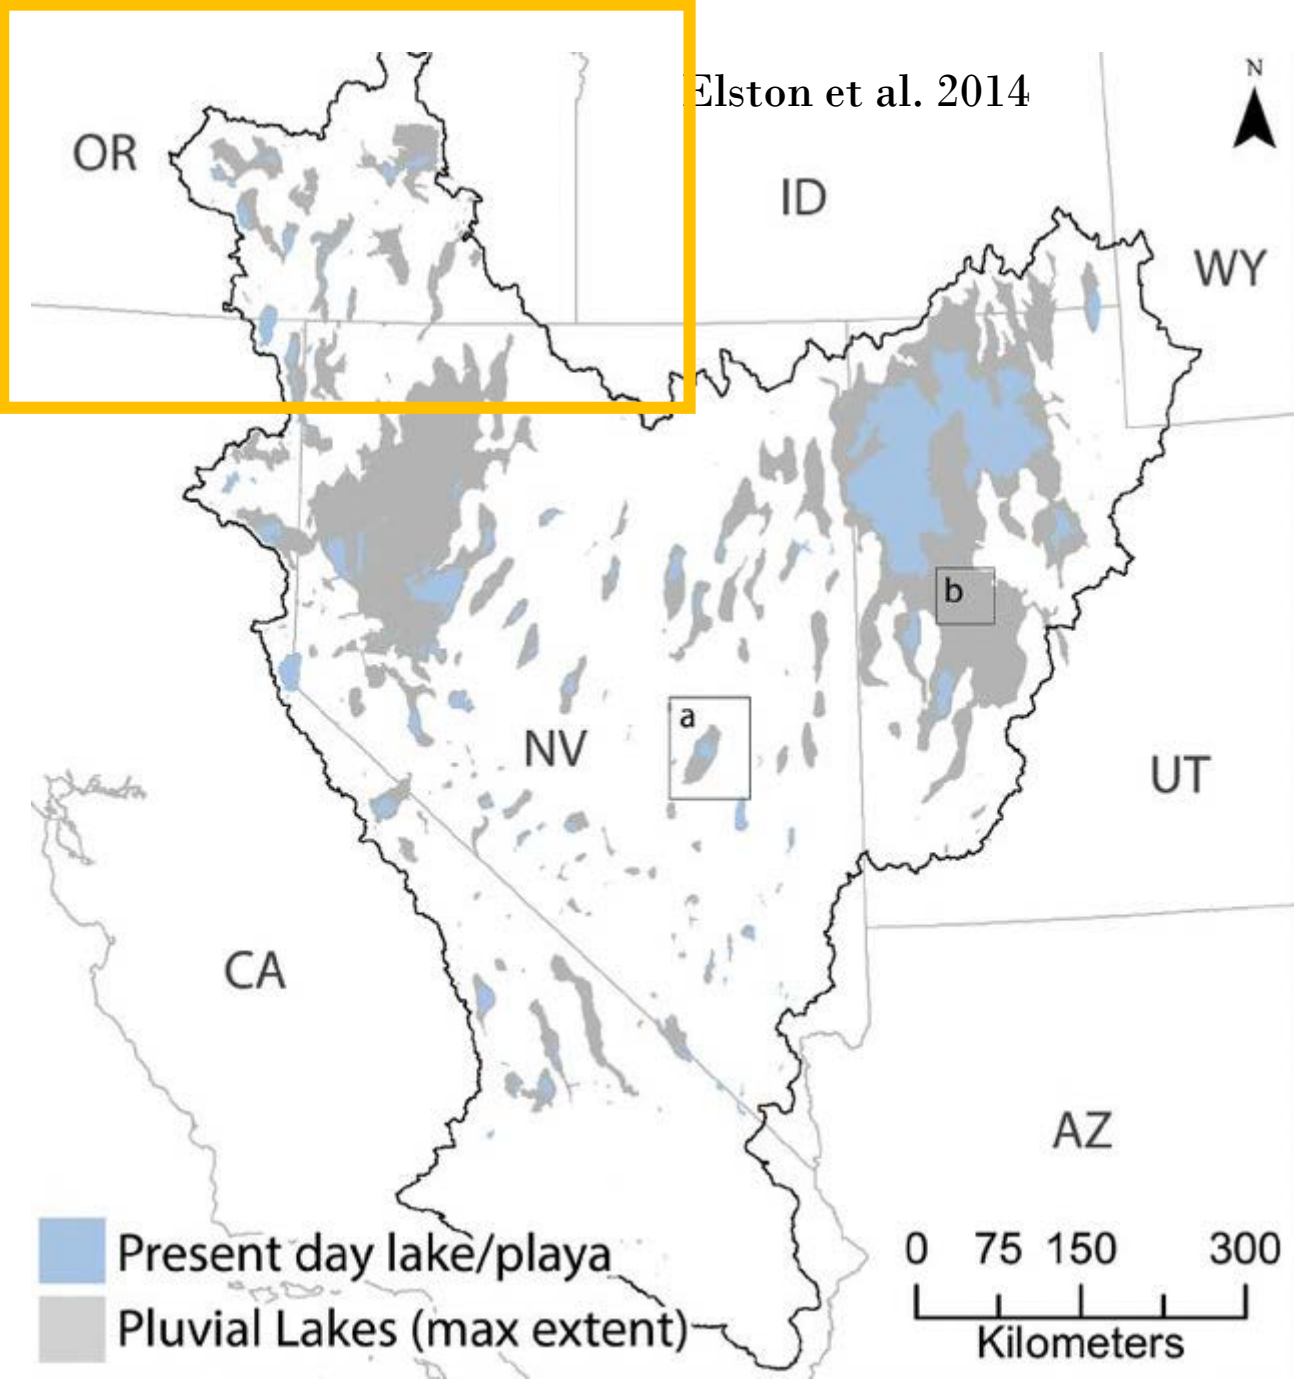 Elston et al. 2014
N
OR
ID
WY
b
a
NV
UT
CA
AZ
Present day lake/playa
Pluvial Lakes (max extent)
0 75 150 300
Kilometers